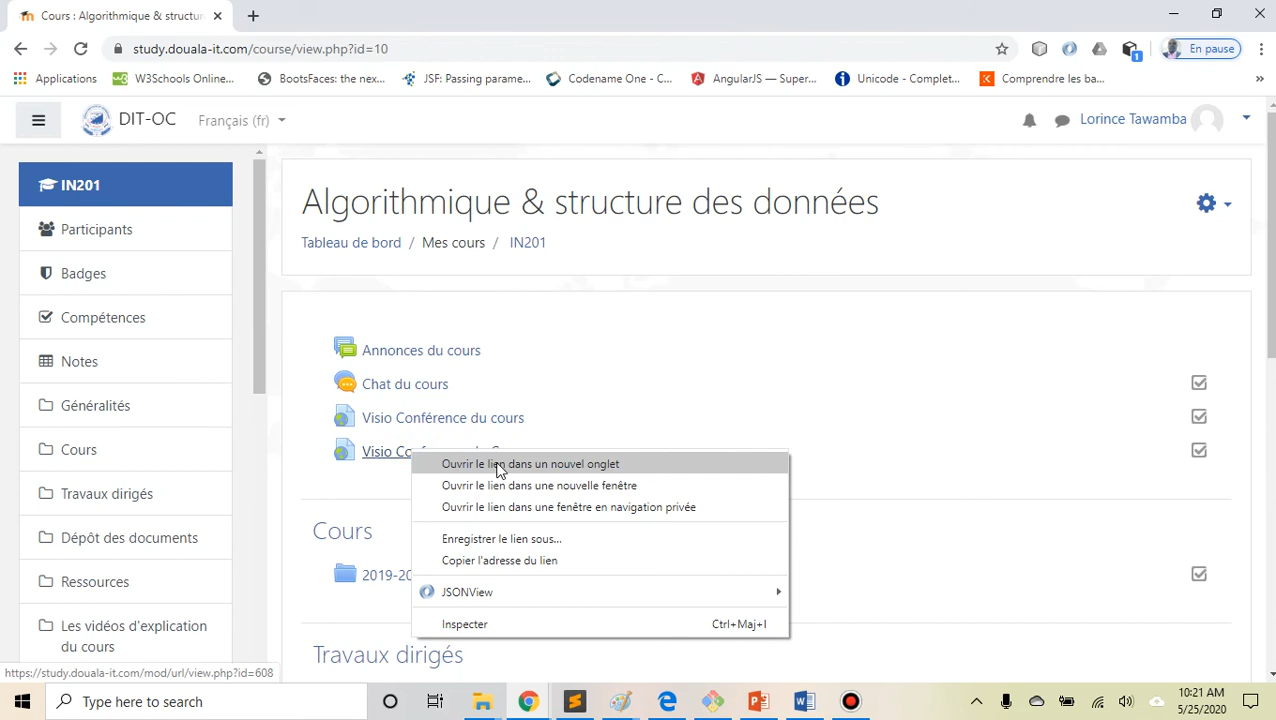 Cours : Algorithmique & structur
study.douala-it.com/course/view.php?id=10
En pause
Applications
W3Schools Online...
BootsFaces: the nex...
JSF: Passing parame...
Codename One - C...
AngularJS — Super...
Unicode - Complet...
Comprendre les ba...
»
1
DIT-OC
Français (fr)
Lorince Tawamba
IN201
Participants
Badges
Compétences
Notes
Généralités
Cours
Travaux dirigés
Dépôt des documents
Ressources
Les vidéos d'explication
du cours
Algorithmique & structure des données
Tableau de bord / Mes cours / IN201
Annonces du cours
Chat du cours
Visio Conférence du cours
Visio
Ouvrir le lien dans un nouvel onglet
Ouvrir le lien dans une nouvelle fenêtre
Ouvrir le lien dans une fenêtre en navigation privée
Enregistrer le lien sous...
Copier l'adresse du lien
JSONView
Inspecter Ctrl+Maj+I
Cours
2019-20
Travaux dirigés
https://study.douala-it.com/mod/url/view.php?id=608
Type here to search
10:21 AM
5/25/2020